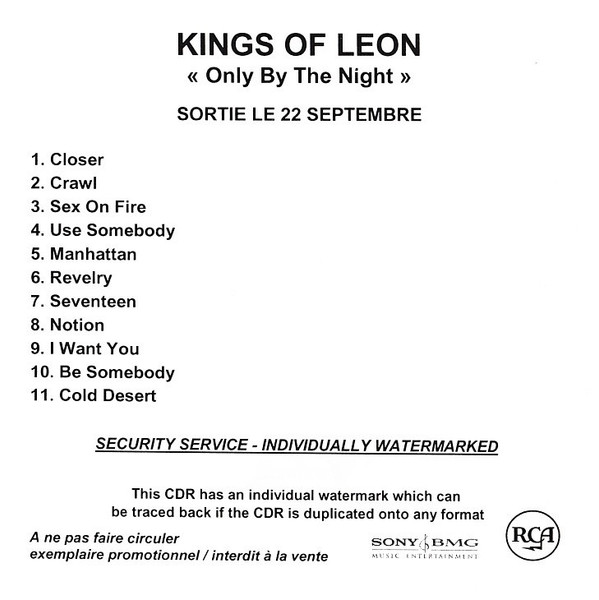 KINGS OF LEON
« Only By The Night »
SORTIE LE 22 SEPTEMBRE
1. Closer
2. Crawl
3. Sex On Fire
4. Use Somebody
5. Manhattan
6. Revelry
7. Seventeen
8. Notion
9. I Want You
10. Be Somebody
11. Cold Desert
SECURITY SERVICE - INDIVIDUALLY WATERMARKED
This CDR has an individual watermark which can
be traced back if the CDR is duplicated onto any format
A ne pas faire circuler
exemplaire promotionnel / interdit à la vente
SONY BMG
MUSIC ENTERTAINMENT
RCA